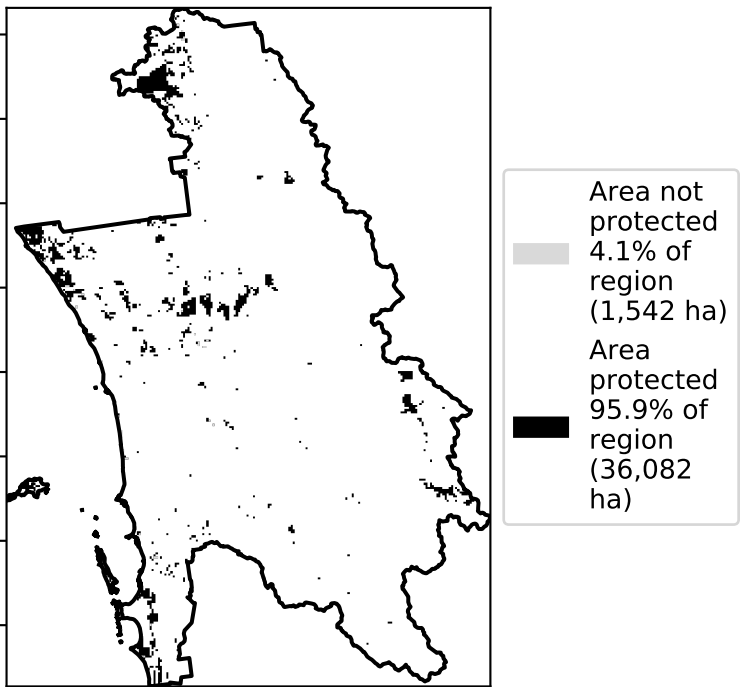 Area not
protected
4.1% of
region
(1,542 ha)
Area
protected
95.9% of
region
(36,082
ha)